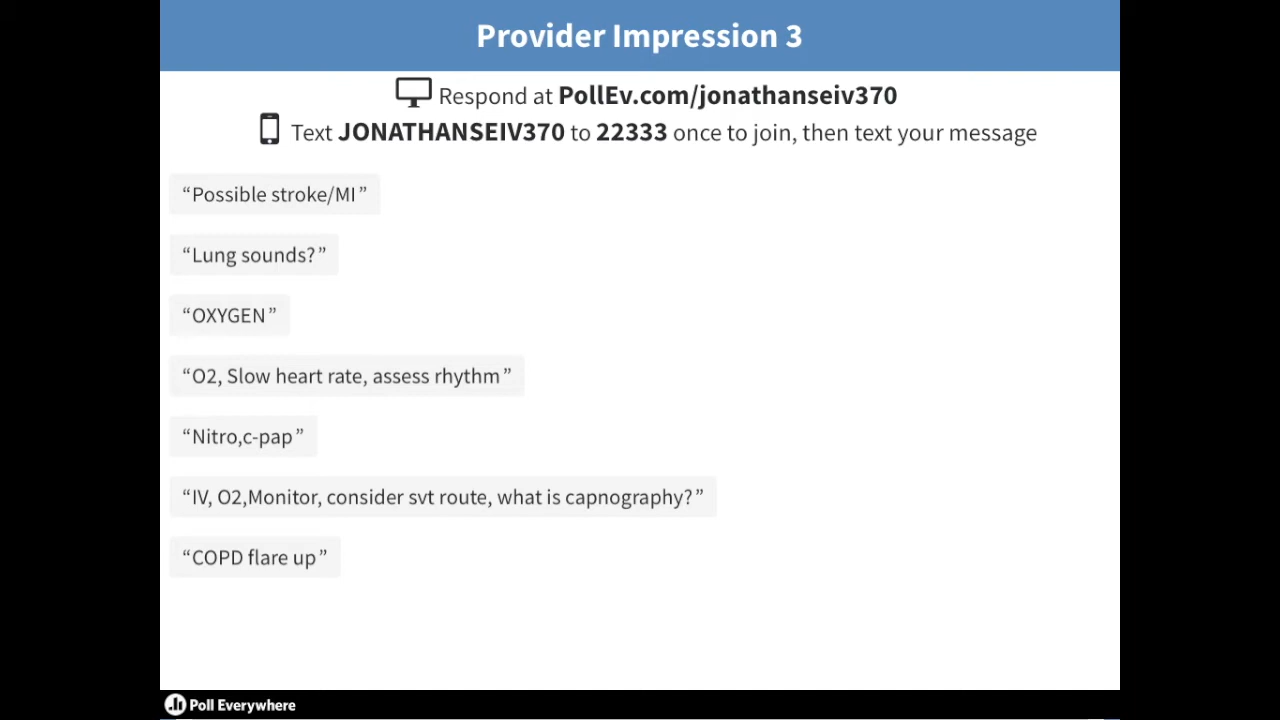 Provider Impression 3
Respond at PollEv.com/jonathanseiv370
Text JONATHANSEIV370 to 22333 once to join, then text your message
“Possible stroke/MI”
“Lung sounds?”
“OXYGEN”
“O2, Slow heart rate, assess rhythm”
“Nitro,c-pap”
“IV, O2,Monitor, consider svt route, what is capnography?”
“COPD flare up”
Poll Everywhere